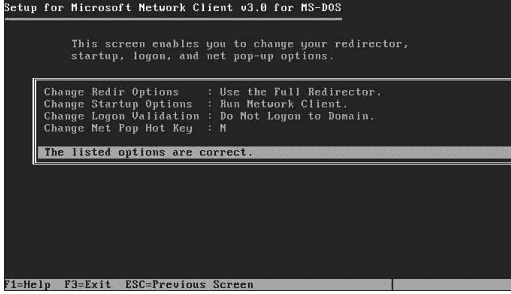 Setup for Microsoft Network Client v3.0 for MS-DOS
This screen enables you to change your redirector,
startup, logon, and net pop-up options.
Change Redir Options : Use the Full Redirector.
Change Startup Options : Run Network Client.
Change Logon Validation : Do Not Logon to Domain.
Change Net Pop Hot Key : N
The listed options are correct.
F1=Help F3=Exit ESC=Previous Screen